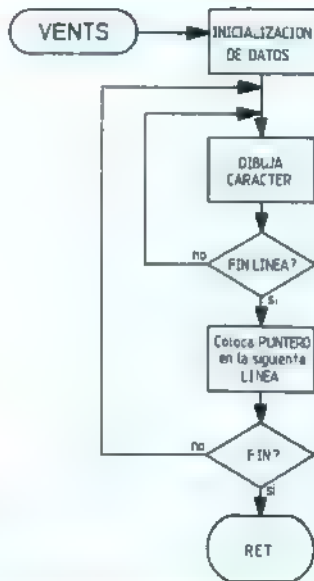 VENTS
INICIALIZACION
DE DATOS
DIBUJA
CARACTER
no
FIN LINEA?
si
Coloca PUNTERO
en la siguiente
LINEA
no
FIN?
si
RET